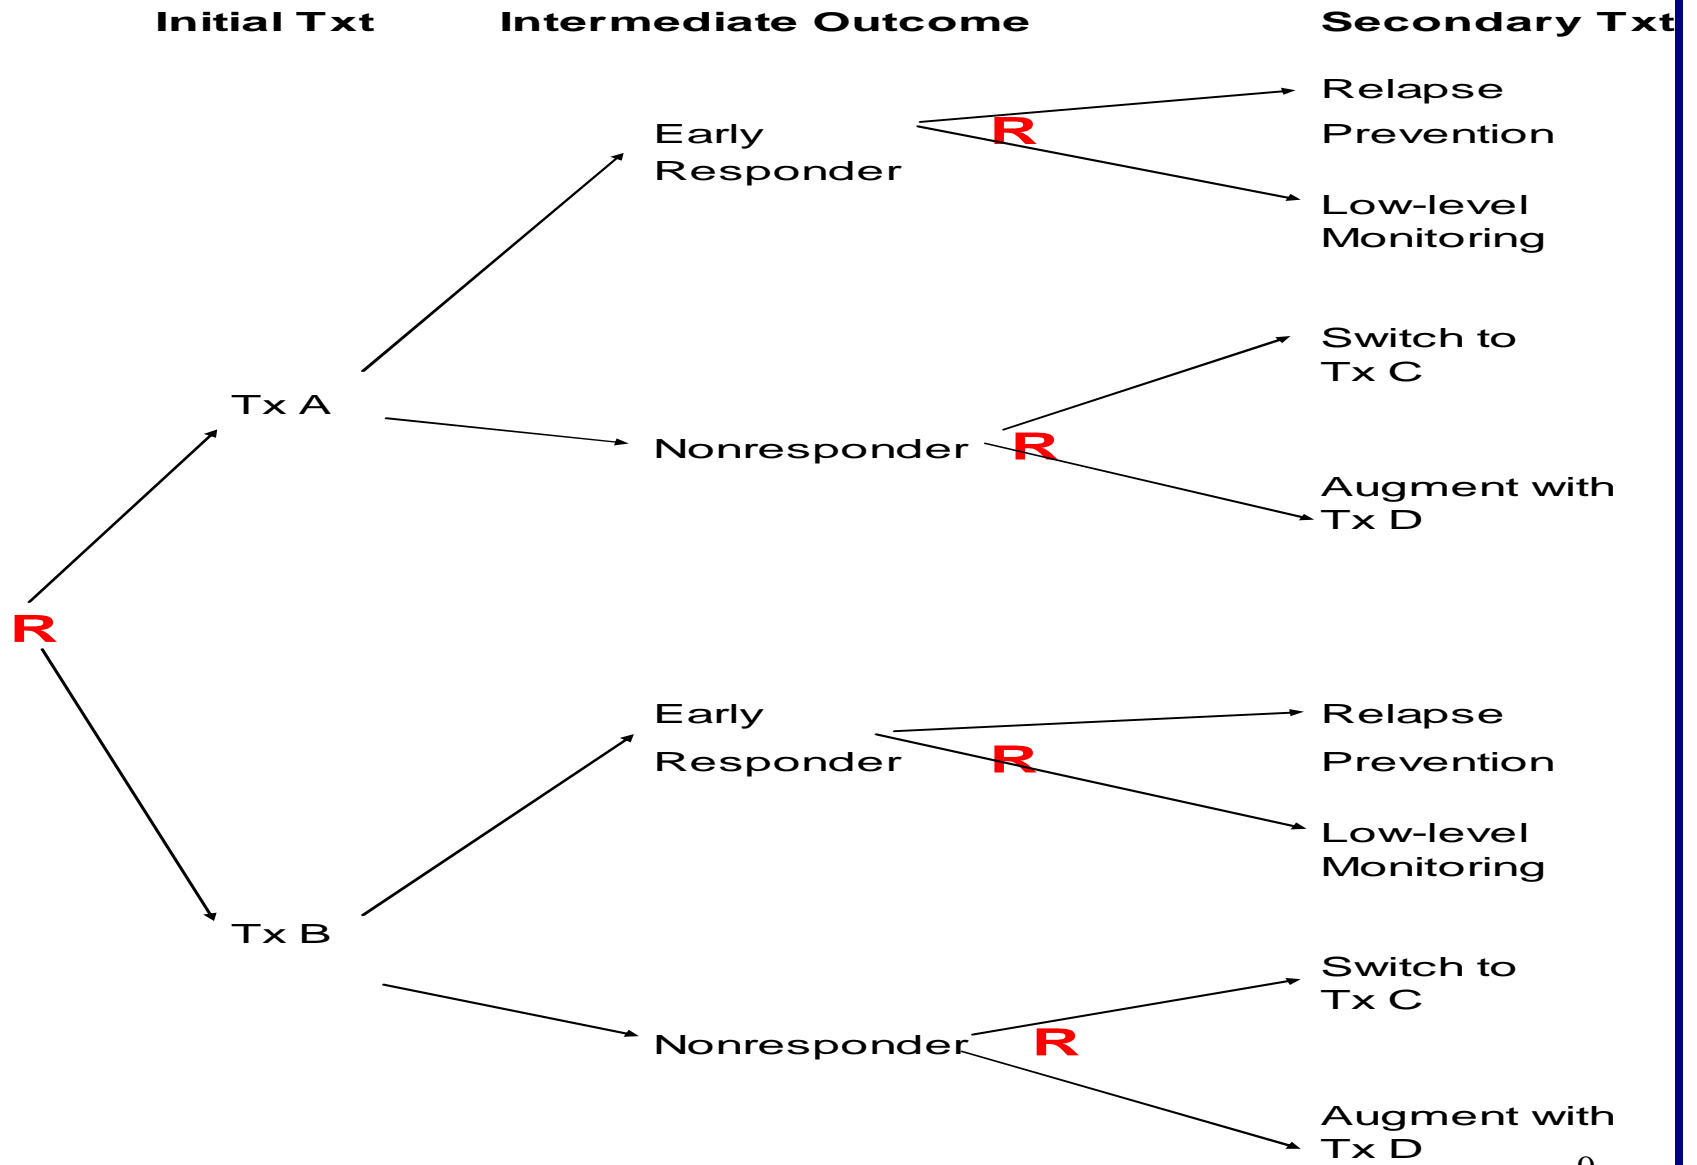 Initial Txt Intermediate Outcome Secondary Txt
Relapse
Early R Prevention
Responder
Low-level
Monitoring
Switch to
Tx C
Tx A
Nonresponder R
Augment with
Tx D
R
Early Relapse
Responder R Prevention
Low-level
Monitoring
Tx B
Switch to
Tx C
Nonresponder R
Augment with
Tx D